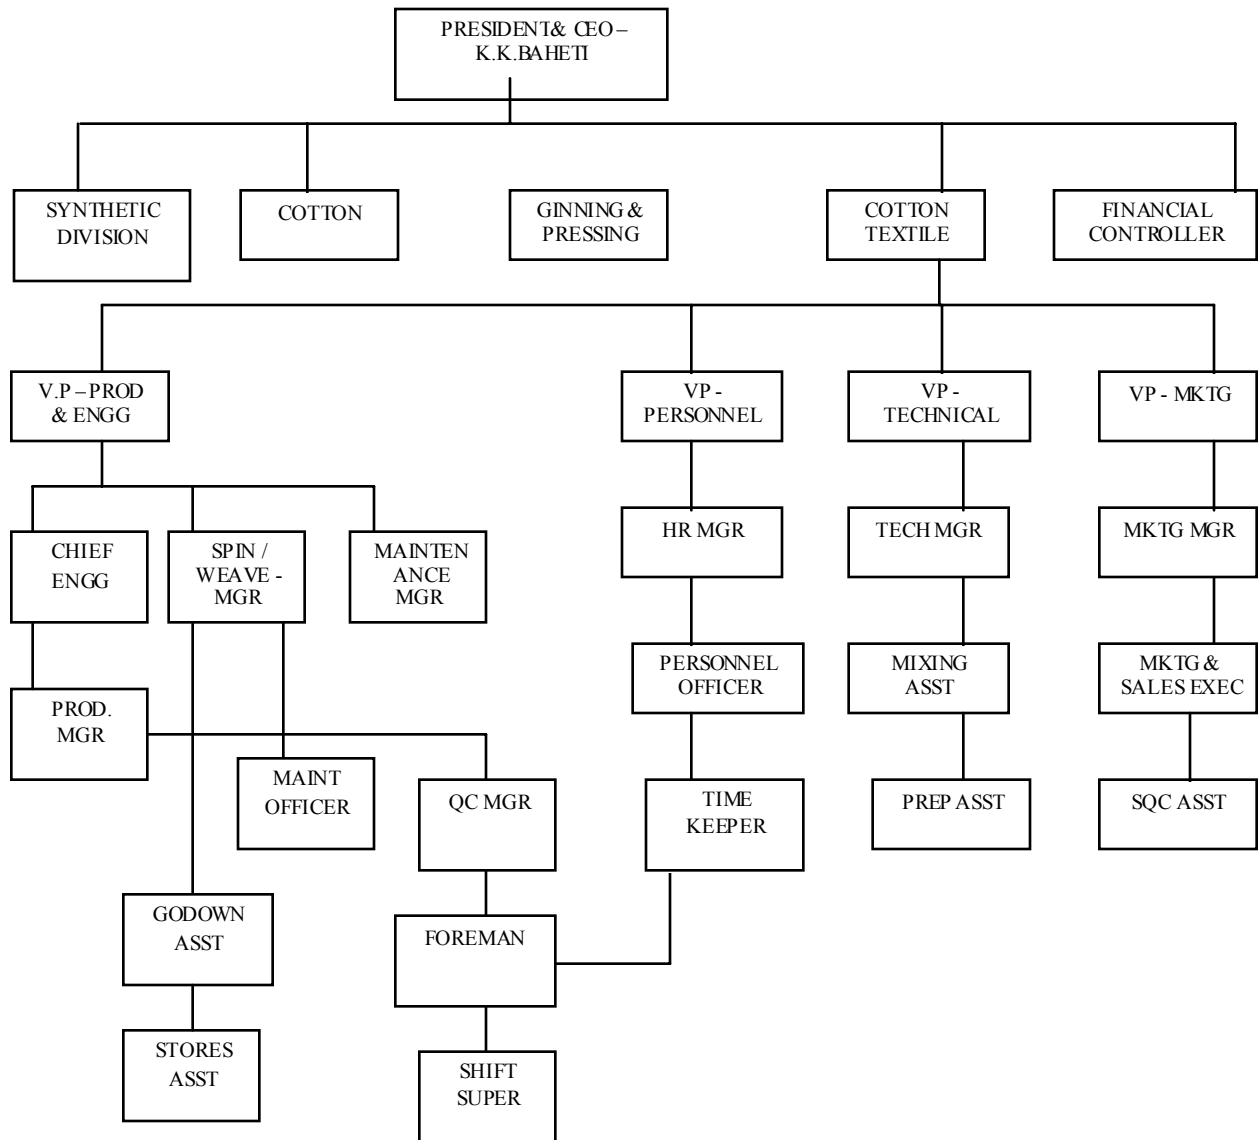 PRESIDENT & CEO –
K.K.BAHETI
SYNTHETIC
DIVISION
COTTON
GINNING &
PRESSING
COTTON
TEXTILE
FINANCIAL
CONTROLLER
V.P – PROD
& ENGG
VP -
PERSONNEL
VP -
TECHNICAL
VP - MKTG
CHIEF
ENGG
SPIN /
WEAVE -
MGR
MAINTEN
ANCE
MGR
HR MGR
TECH MGR
MKTG MGR
PROD.
MGR
PERSONNEL
OFFICER
MIXING
ASST
MKTG &
SALES EXEC
MAINT
OFFICER
QC MGR
TIME
KEEPER
PREP ASST
SQC ASST
GODOWN
ASST
FOREMAN
STORES
ASST
SHIFT
SUPER